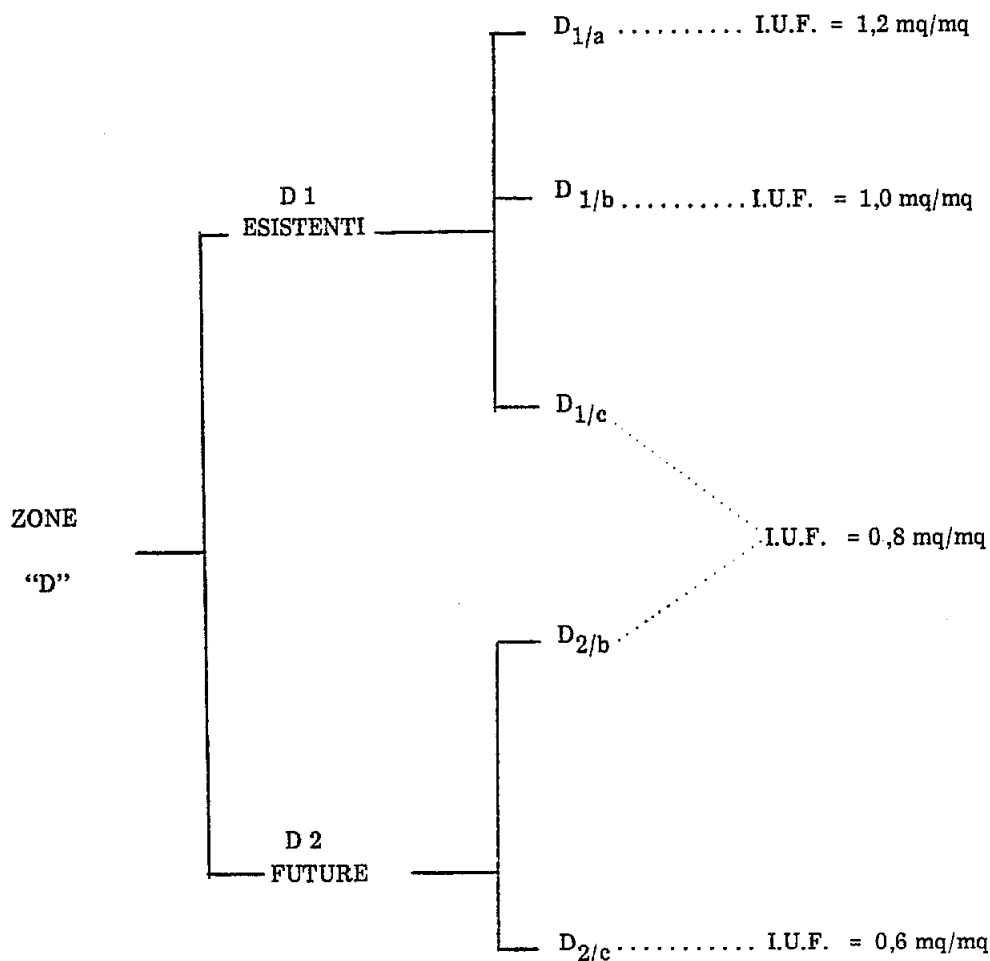 D1/a .......... I.U.F. = 1,2 mq/mq
D 1
ESISTENTI
D 1/b ......... I.U.F. = 1,0 mq/mq
D1/c
ZONE
“D”
I.U.F. = 0,8 mq/mq
D2/b
D 2
FUTURE
D2/c .......... I.U.F. = 0,6 mq/mq